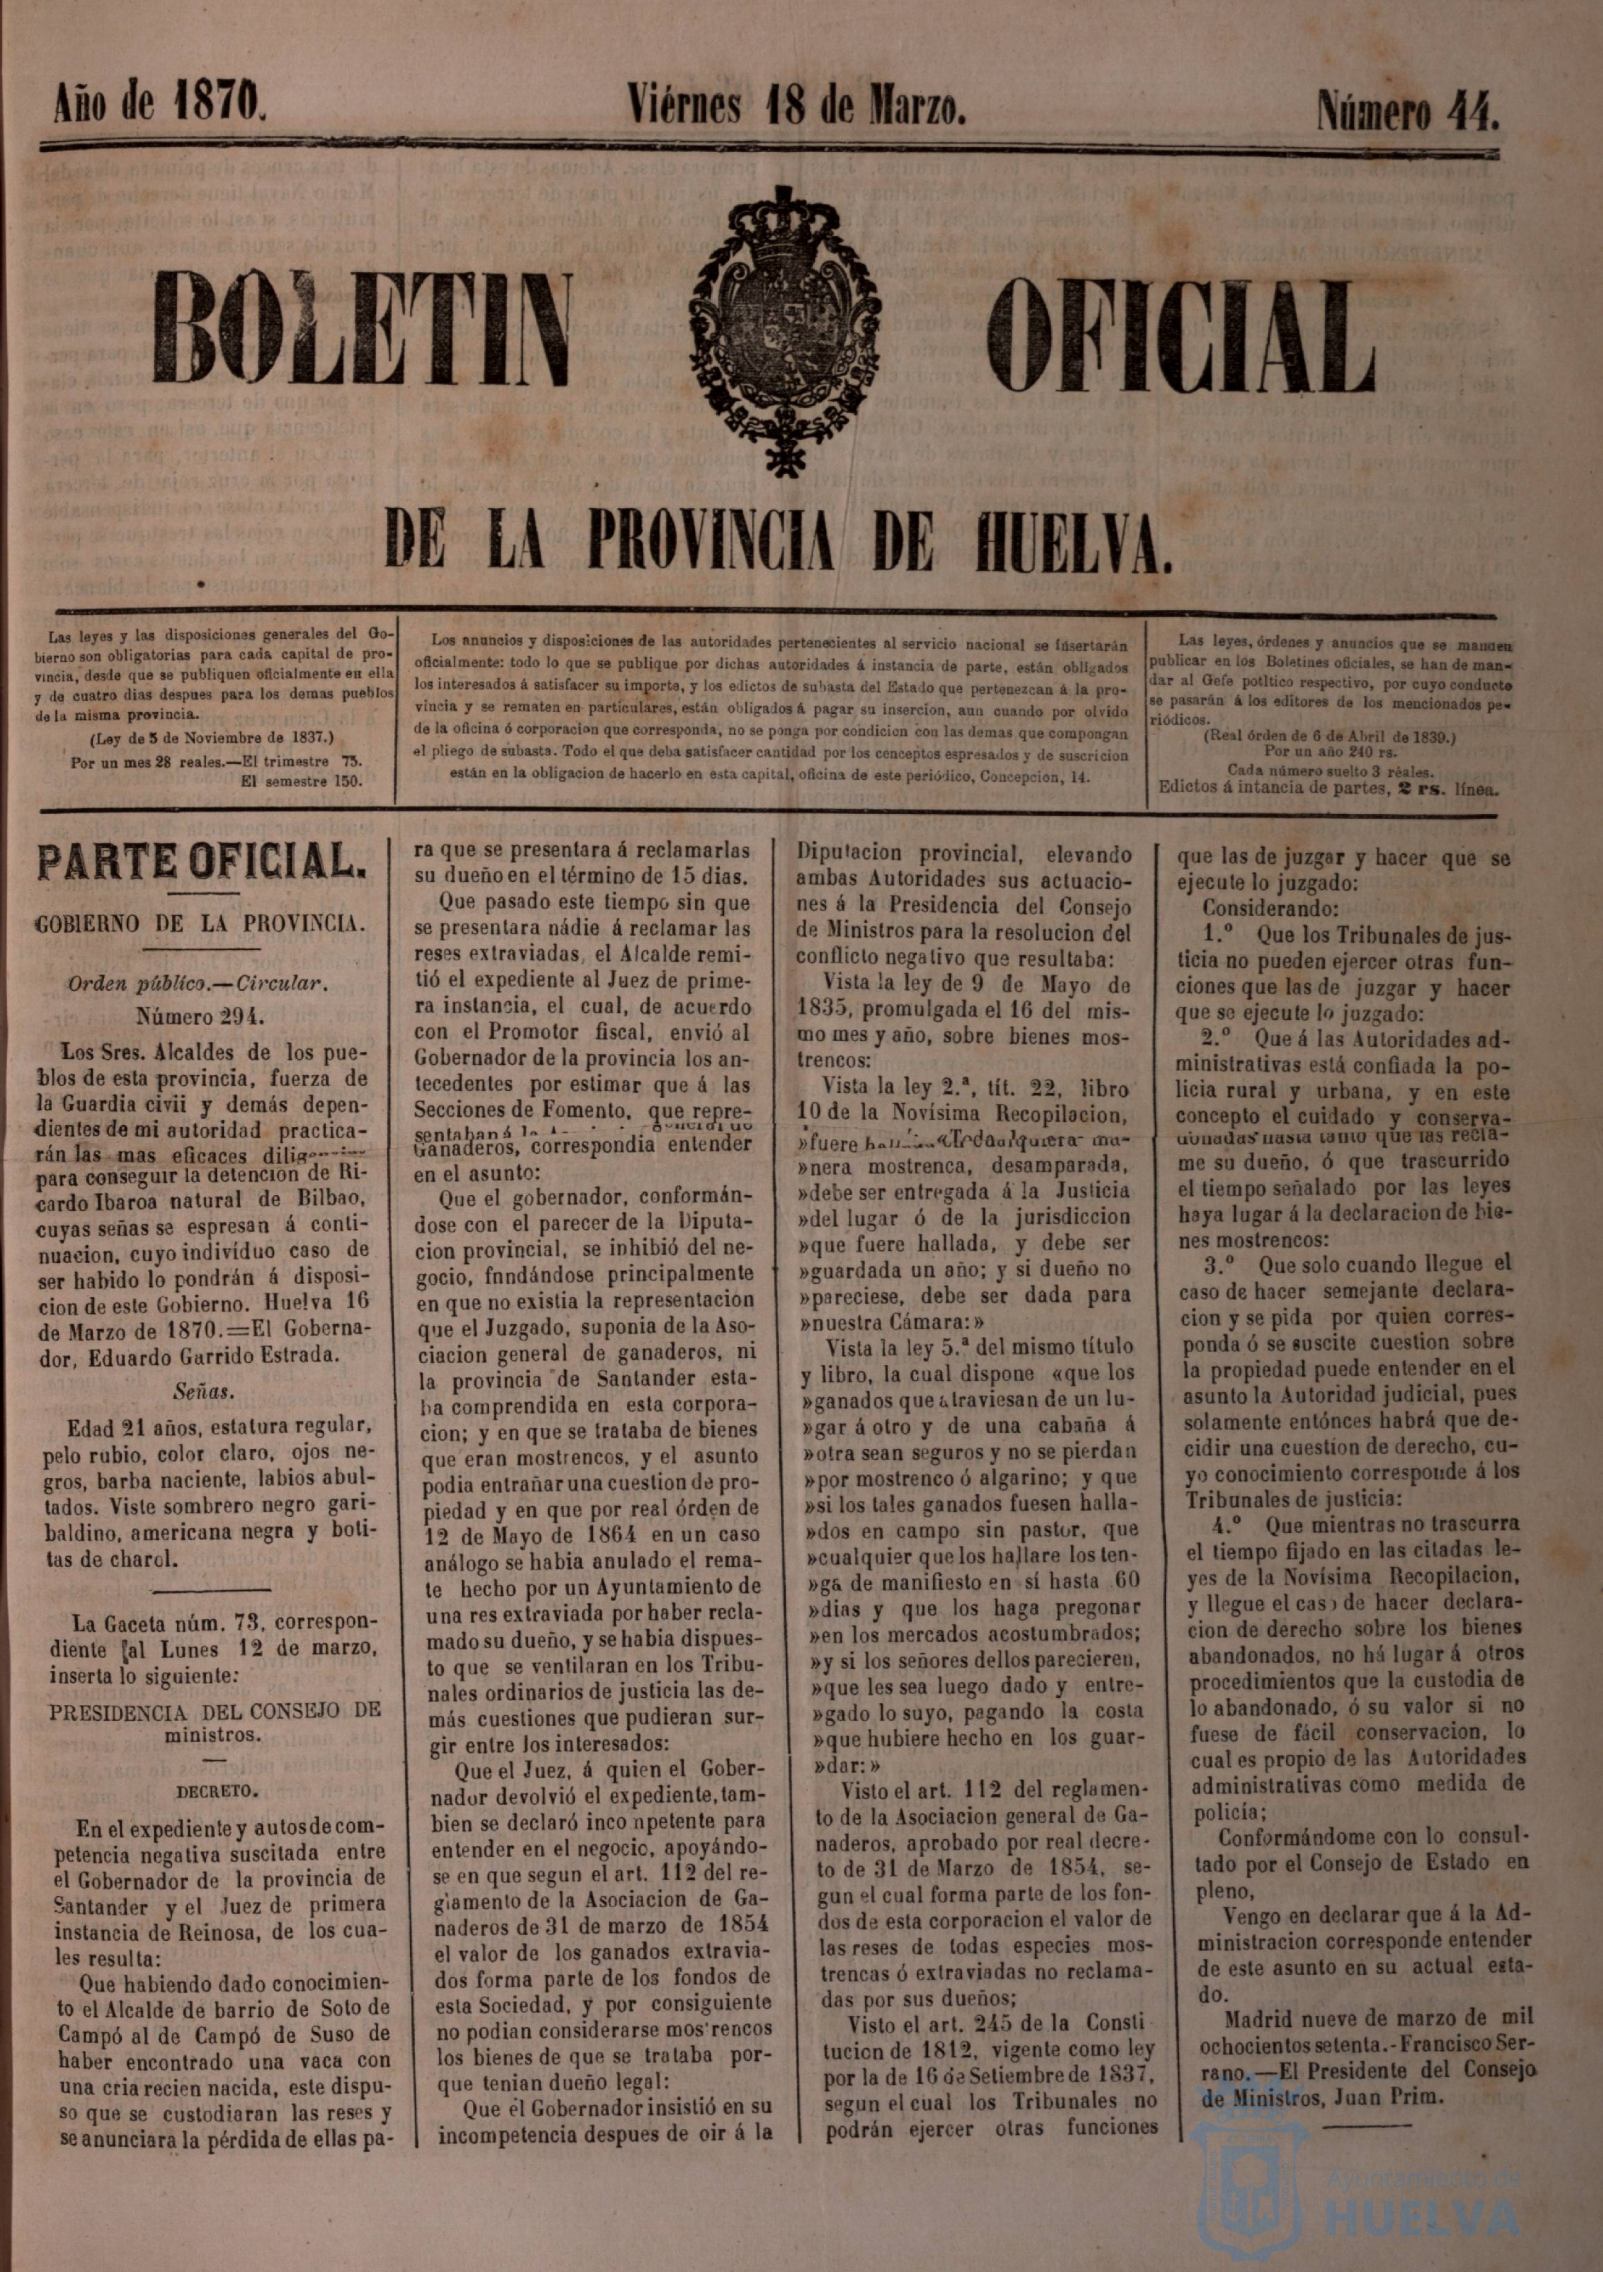 Año de 1870.
Viérnes 18 de Marzo.
Número 44.
BOLETIN OFICIAL
DE LA PROVINCIA DE HUELVA.
Las leyes y las disposiciones generales del Go-
bierno son obligatorias para cada capital de pro-
vincia, desde que se publiquen oficialmente en ella
y de cuatro dias despues para los demas pueblos
de la misma provincia.
(Ley de 5 de Noviembre de 1837.)
Por un mes 28 reales.—El trimestre 75.
El semestre 150.
Los anuncios y disposiciones de las autoridades pertenecientes al servicio nacional se insertarán
oficialmente: todo lo que se publique por dichas autoridades á instancia de parte, están obligados
los interesados á satisfacer su importe, y los edictos de subasta del Estado que pertenezcan á la pro-
vincia y se rematen en particulares, están obligados á pagar su insercion, aun cuando por olvido
de la oficina ó corporacion que corresponda, no se ponga por condicion con las demas que compongan
el pliego de subasta. Todo el que deba satisfacer cantidad por los cenceptos espresados y de suscricion
están en la obligacion de hacerlo en esta capital, oficina de este periódico, Concepcion, 14.
Las leyes, órdenes y anuncios que se manden
publicar en los Boletines oficiales, se han de man-
dar al Gefe potltico respectivo, por cuyo conducto
se pasarán á los editores de los mencionados pe-
riódicos.
(Real órden de 6 de Abril de 1839.)
Por un año 240 rs.
Cada número suelto 3 réales.
Edictos á intancia de partes, 2 rs. línea.
PARTE OFICIAL.
GOBIERNO DE LA PROVINCIA.
Orden público.—Circular.
Número 294.
Los Sres. Alcaldes de los pue-
blos de esta provincia, fuerza de
la Guardia civii y demás depen-
dientes de mi autoridad practica-
rán las mas eficaces
para conseguir la detencion de Ri-
cardo Ibaroa natural de Bilbao,
cuyas señas se espresan á conti-
nuacion, cuyo indivíduo caso de
ser habido lo pondrán á disposi-
cion de este Gobierno. Huelva 16
de Marzo de 1870.=El Goberna-
dor, Eduardo Garrido Estrada.
Señas.
Edad 21 años, estatura regular,
pelo rubio, color claro, ojos ne-
gros, barba naciente, labios abul-
tados. Viste sombrero negro gari-
baldino, americana negra y boti-
tas de charol.
La Gaceta núm. 73, correspon-
diente al Lunes 12 de marzo,
inserta lo siguiente:
PRESIDENCIA DEL CONSEJO DE
ministros.
DECRETO.
En el expediente y autos de com-
petencia negativa suscitada entre
el Gobernador de la provincia de
Santander y el Juez de primera
instancia de Reinosa, de los cua-
les resulta:
Que habiendo dado conocimien-
to el Alcalde de barrio de Soto de
Campó al de Campó de Suso de
haber encontrado una vaca con
una cria recien nacida, este dispu-
so que se custodiaran las reses y
se anunciara la pérdida de ellas pa-
ra que se presentara á reclamarlas
su dueño en el término de 15 dias.
Que pasado este tiempo sin que
se presentara nádie á reclamar las
reses extraviadas, el Alcalde remi-
tió el expediente al Juez de prime-
ra instancia, el cual, de acuerdo
con el Promotor fiscal, envió al
Gobernador de la provincia los an-
tecedentes por estimar que á las
Secciones de Fomento, que repre-
sentaban á
Ganaderos, correspondia entender
en el asunto:
Que el gobernador, conformán-
dose con el parecer de la Diputa-
cion provincial, se inhibió del ne-
gocio, fnndándose principalmente
en que no existia la representacion
que el Juzgado, suponia de la Aso-
ciacion general de ganaderos, ni
la provincia de Santander esta-
ba comprendida en esta corpora-
cion; y en que se trataba de bienes
que eran mostrencos, y el asunto
podia entrañar una cuestion de pro-
piedad y en que por real órden de
12 de Mayo de 1864 en un caso
análogo se habia anulado el rema-
te hecho por un Ayuntamiento de
una res extraviada por haber recla-
mado su dueño, y se habia dispues-
to que se ventilaran en los Tribu-
nales ordinarios de justicia las de-
más cuestiones que pudieran sur-
gir entre los interesados:
Que el Juez, á quien el Gober-
nador devolvió el expediente, tam-
bien se declaró inco npetente para
entender en el negocio, apoyándo-
se en que segun el art. 112 del re-
glamento de la Asociacion de Ga-
naderos de 31 de marzo de 1854
el valor de los ganados extravia-
dos forma parte de los fondos de
esta Sociedad, y por consiguiente
no podian considerarse mos'rencos
los bienes de que se trataba por-
que tenian dueño legal:
Que el Gobernador insistió en su
incompetencia despues de oir á la
Diputacion provincial, elevando
ambas Autoridades sus actuacio-
nes á la Presidencia del Consejo
de Ministros para la resolucion del
conflicto negativo que resultaba:
Vista la ley de 9 de Mayo de
1835, promulgada el 16 del mis-
mo mes y año, sobre bienes mos-
trencos:
Vista la ley 2.ª, tít. 22, libro
10 de la Novísima Recopilacion,
»fuere
»nera mostrenca, desamparada,
»debe ser entregada á la Justicia
»del lugar ó de la jurisdiccion
»que fuere hallada, y debe ser
»guardada un año; y si dueño no
»pareciese, debe ser dada para
»nuestra Cámara:»
Vista la ley 5.ª del mismo título
y libro, la cual dispone «que los
»ganados que atraviesan de un lu-
»gar á otro y de una cabaña á
»otra sean seguros y no se pierdan
»por mostrenco ó algarino; y que
»si los tales ganados fuesen halla-
»dos en campo sin pastor, que
»cualquier que los hallare los ten-
»ga de manifiesto en sí hasta 60
»dias y que los haga pregonar
»en los mercados acostumbrados;
»y si los señores dellos parecieren,
»que les sea luego dado y entre-
»gado lo suyo, pagando la costa
»que hubiere hecho en los guar-
»dar:»
Visto el art. 112 del reglamen-
to de la Asociacion general de Ga-
naderos, aprobado por real decre-
to de 31 de Marzo de 1854, se-
gun el cual forma parte de los fon-
dos de esta corporacion el valor de
las reses de todas especies mos-
trencas ó extraviadas no reclama-
das por sus dueños;
Visto el art. 245 de la Consti
tucion de 1812, vigente como ley
por la de 16 de Setiembre de 1837,
segun el cual los Tribunales no
podrán ejercer otras funciones
que las de juzgar y hacer que se
ejecute lo juzgado:
Considerando:
1.º Que los Tribunales de jus-
ticia no pueden ejercer otras fun-
ciones que las de juzgar y hacer
que se ejecute lo juzgado:
2.º Que á las Autoridades ad-
ministrativas está confiada la po-
licia rural y urbana, y en este
concepto el cuidado y conserva-
hasta tanto que las recla-
me su dueño, ó que trascurrido
el tiempo señalado por las leyes
haya lugar á la declaracion de bie-
nes mostrencos:
3.º Que solo cuando llegue el
caso de hacer semejante declara-
cion y se pida por quien corres-
ponda ó se suscite cuestion sobre
la propiedad puede entender en el
asunto la Autoridad judicial, pues
solamente entónces habrá que de-
cidir una cuestion de derecho, cu-
yo conocimiento corresponde á los
Tribunales de justicia:
4.º Que mientras no trascurra
el tiempo fijado en las citadas le-
yes de la Novísima Recopilacion,
y llegue el caso de hacer declara-
cion de derecho sobre los bienes
abandonados, no há lugar á otros
procedimientos que la custodia de
lo abandonado, ó su valor si no
fuese de fácil conservacion, lo
cual es propio de las Autoridades
administrativas como medida de
policía;
Conformándome con lo consul-
tado por el Consejo de Estado en
pleno,
Vengo en declarar que á la Ad-
ministracion corresponde entender
de este asunto en su actual esta-
do.
Madrid nueve de marzo de mil
ochocientos setenta.-Francisco Ser-
rano.—El Presidente del Consejo
de Ministros, Juan Prim.
Ayuntamiento de
HUELVA